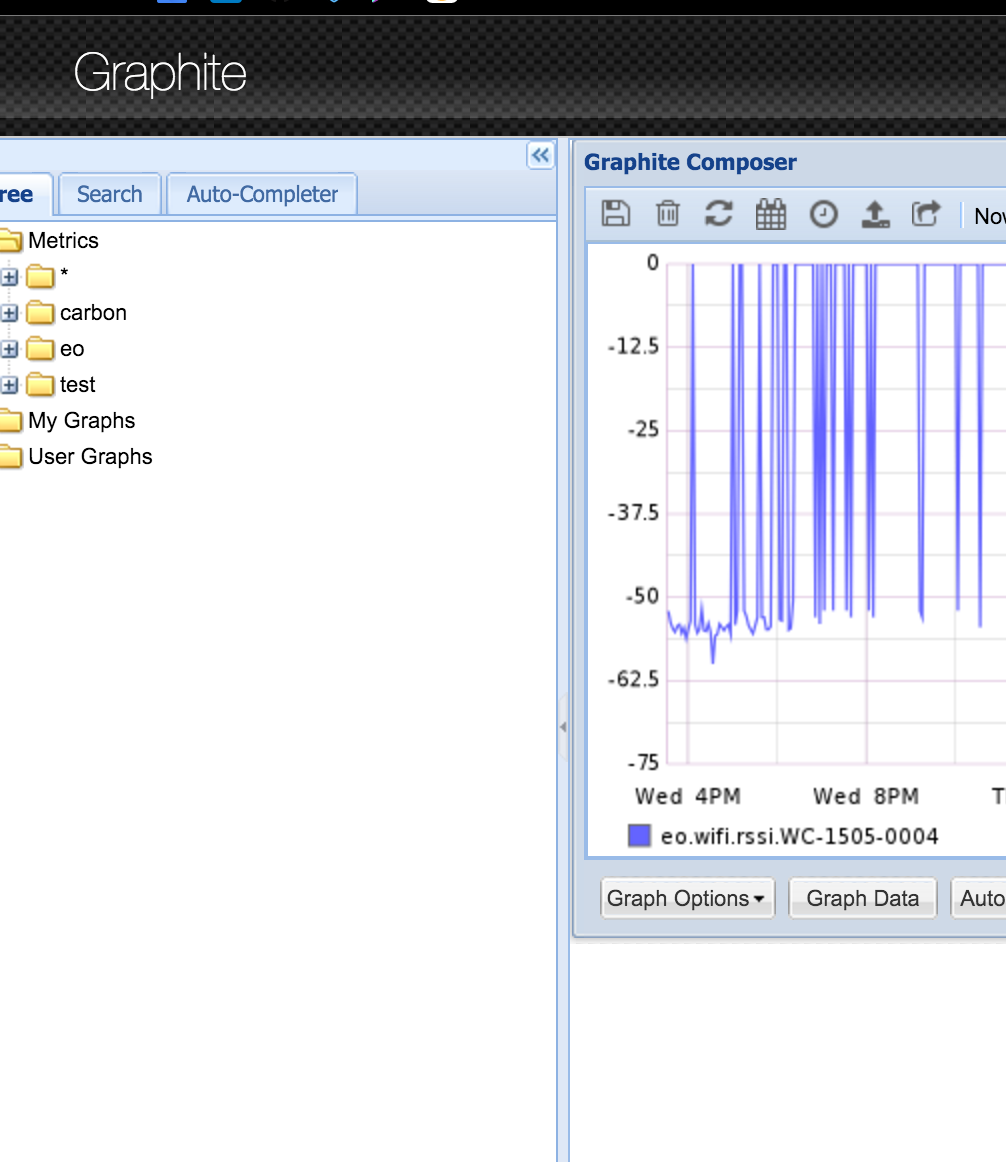 Graphite
ree
Search
Auto-Completer
Metrics
*
carbon
eo
test
My Graphs
User Graphs
Graphite Composer
0
-12.5
-25
-37.5
-50
-62.5
-75
Wed 4PM
Wed 8PM
eo.wifi.rssi.WC-1505-0004
Graph Options
Graph Data
Auto